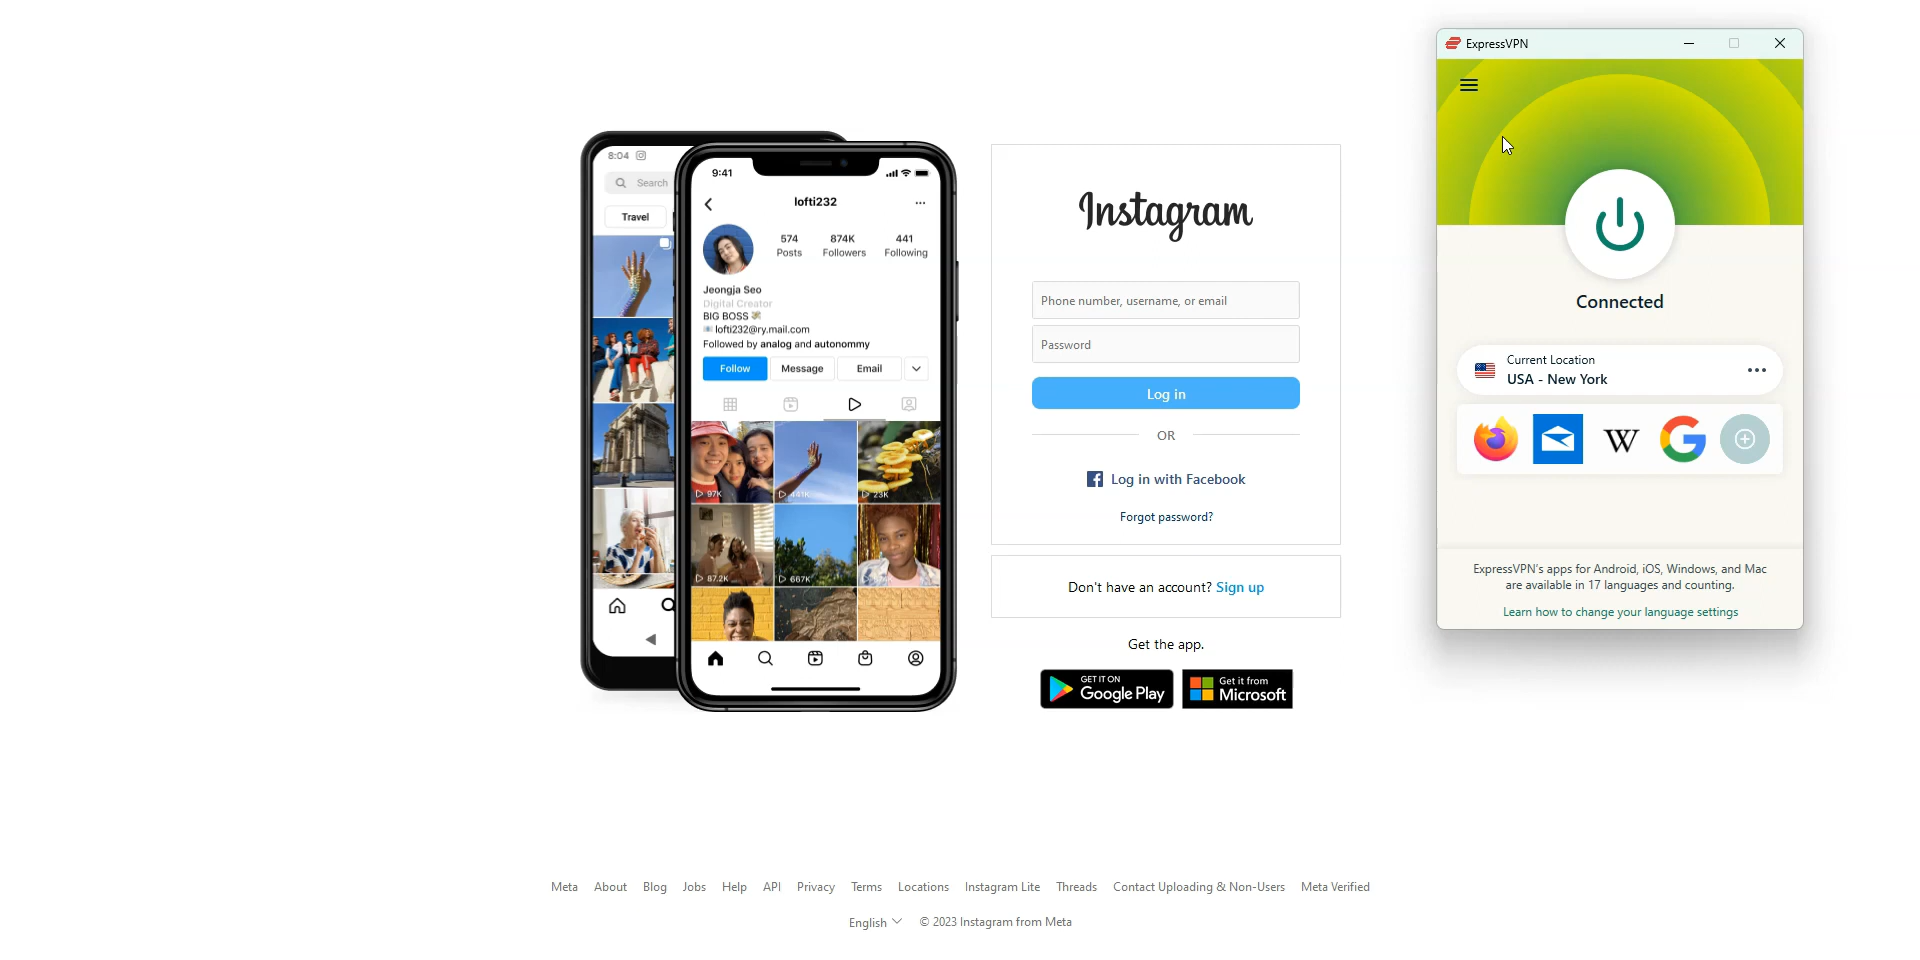 8:04
Search
Travel
9:41
lofti232
574
874K
441
Posts
Followers
Following
Jeongja Seo
Digital Creator
BIG BOSS
lofti232@ry.mail.com
Followed by analog and autonommy
Follow
Message
Email
97K
441K
23K
87.2K
667K
Instagram
Phone number, username, or email
Password
Log in
OR
Log in with Facebook
Forgot password?
Don't have an account? Sign up
Get the app.
GET IT ON
Google Play
Get it from
Microsoft
Meta About Blog Jobs Help API Privacy Terms Locations Instagram Lite Threads Contact Uploading & Non-Users Meta Verified
English © 2023 Instagram from Meta
ExpressVPN
Connected
Current Location
USA - New York
W
G
ExpressVPN's apps for Android, iOS, Windows, and Mac
are available in 17 languages and counting.
Learn how to change your language settings